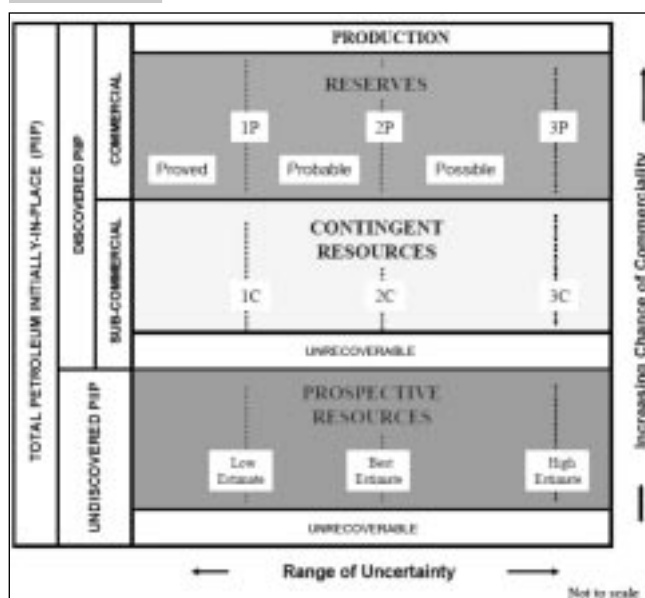 TOTAL PETROLEUM INITIALLY-IN-PLACE (PIIP)
DISCOVERED PIIP
UNDISCOVERED PIIP
COMMERCIAL
SUB-COMMERCIAL
PRODUCTION
RESERVES
1P 2P 3P
Proved Probable Possible
CONTINGENT
RESOURCES
1C 2C 3C
UNRECOVERABLE
PROSPECTIVE
RESOURCES
Low Best High
Estimate Estimate Estimate
UNRECOVERABLE
Increasing Chance of Commerciality
Range of Uncertainty
Not to scale